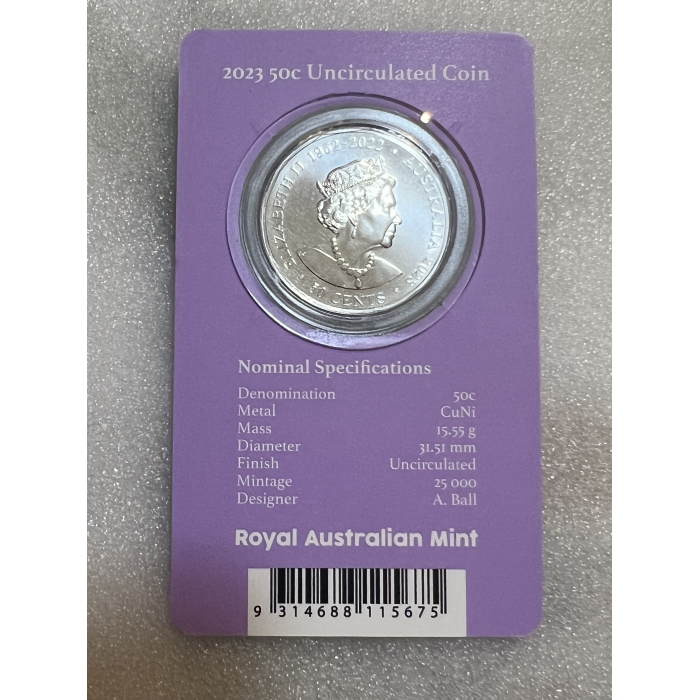 2023 50c Uncirculated Coin
ELIZABETH II 1952–2022 • AUSTRALIA 2023 •
50 CENTS
Nominal Specifications
Denomination 50c
Metal CuNi
Mass 15.55 g
Diameter 31.51 mm
Finish Uncirculated
Mintage 25 000
Designer A. Ball
Royal Australian Mint
9 314688 115675